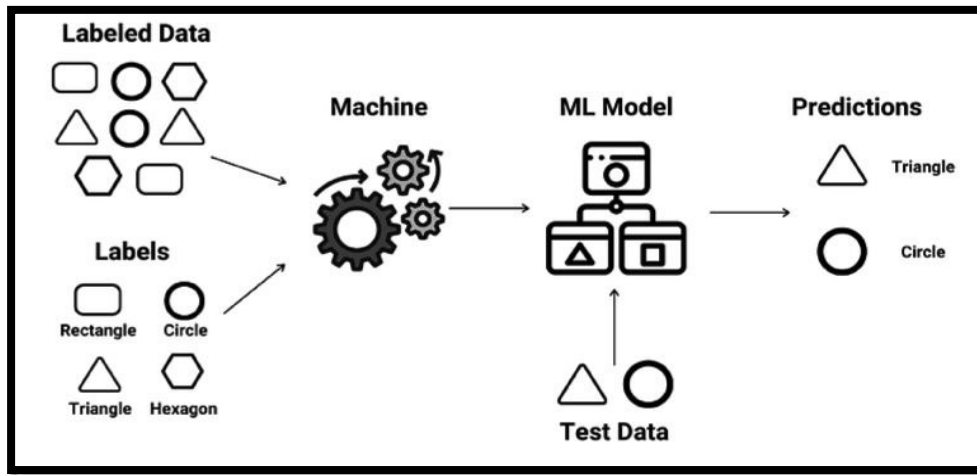 Labeled Data
Machine
ML Model
Predictions
Triangle
Circle
Labels
Rectangle Circle
Triangle Hexagon
Test Data